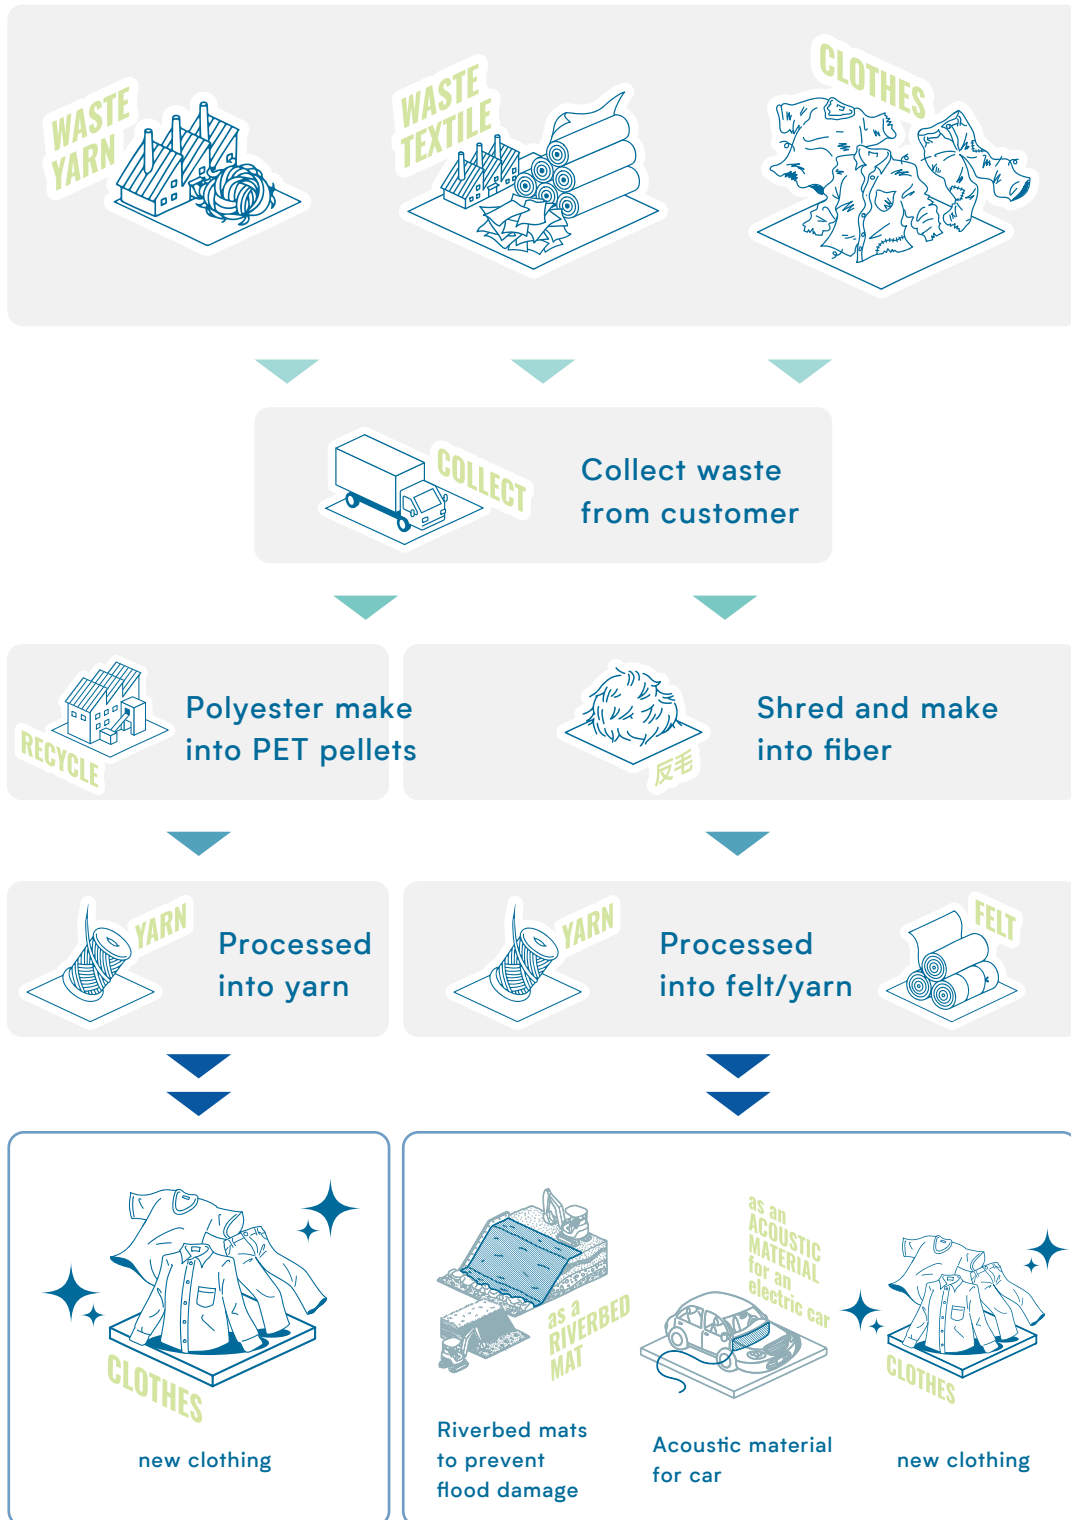 WASTE
YARN
WASTE
TEXTILE
CLOTHES
COLLECT
Collect waste
from customer
RECYCLE
Polyester make
into PET pellets
反毛
Shred and make
into fiber
YARN
Processed
into yarn
YARN
Processed
into felt/yarn
FELT
CLOTHES
new clothing
as a
RIVERBED
MAT
Riverbed mats
to prevent
flood damage
as an
ACOUSTIC
MATERIAL
for an
electric car
Acoustic material
for car
CLOTHES
new clothing